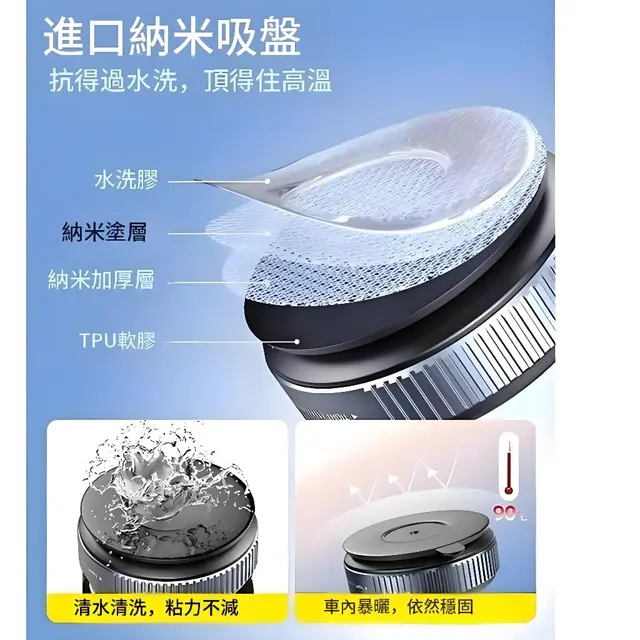 進口納米吸盤
抗得過水洗，頂得住高溫
水洗膠
納米塗層
納米加厚層
TPU軟膠
90℃
清水清洗，粘力不減
車內暴曬，依然穩固